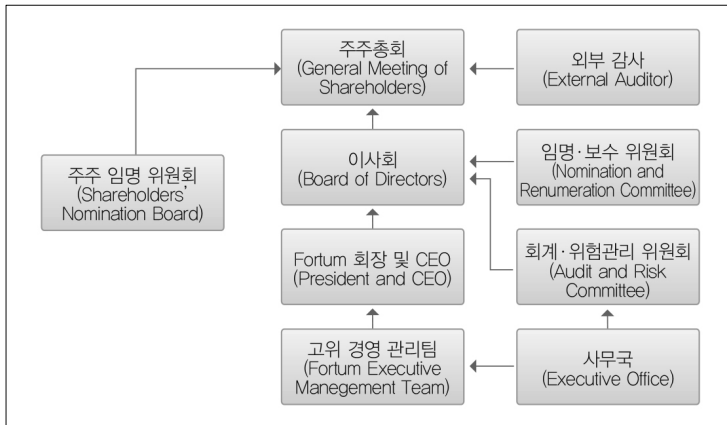 주주총회
(General Meeting of
Shareholders)
외부 감사
(External Auditor)
주주 임명 위원회
(Shareholders'
Nomination Board)
이사회
(Board of Directors)
임명·보수 위원회
(Nomination and
Renumeration Committee)
Fortum 회장 및 CEO
(President and CEO)
회계·위험관리 위원회
(Audit and Risk
Committee)
고위 경영 관리팀
(Fortum Executive
Manegement Team)
사무국
(Executive Office)